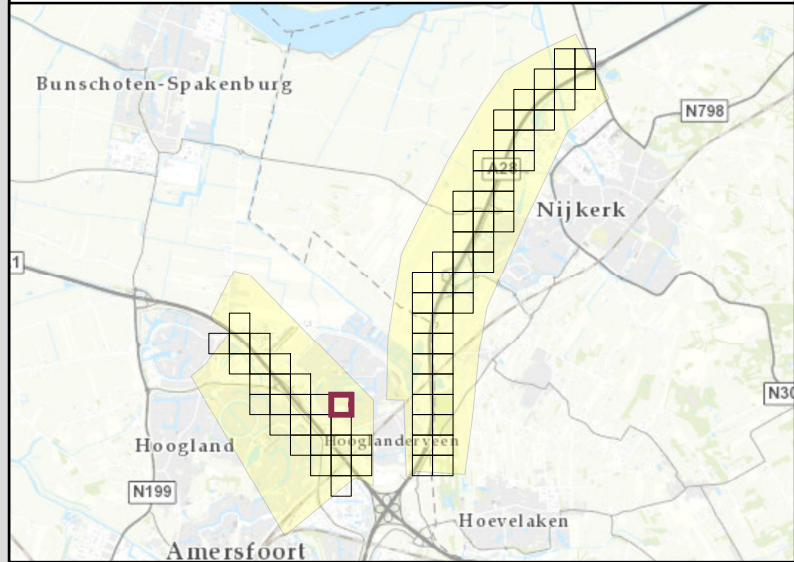 Bunschoten-Spakenburg
N798
A28
Nijkerk
1
N30
Hooglanderveen
Hoogland
N199
Hoevelaken
Amersfoort